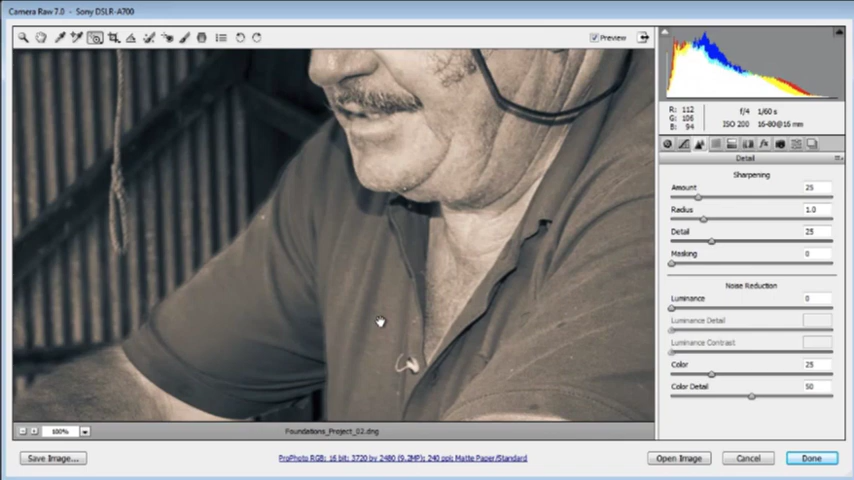 Camera Raw 7.0 - Sony DSLR-A700
Preview
R: 112
G: 106
B: 94
f/4 1/60 s
ISO 200 16-80@16 mm
Detail
Sharpening
Amount 25
Radius 1.0
Detail 25
Masking 0
Noise Reduction
Luminance 0
Luminance Detail
Luminance Contrast
Color 25
Color Detail 50
100%
Foundations_Project_02.dng
Save Image...
ProPhoto RGB; 16 bit; 3720 by 2480 (9.2MP); 240 ppi; Matte Paper/Standard
Open Image
Cancel
Done